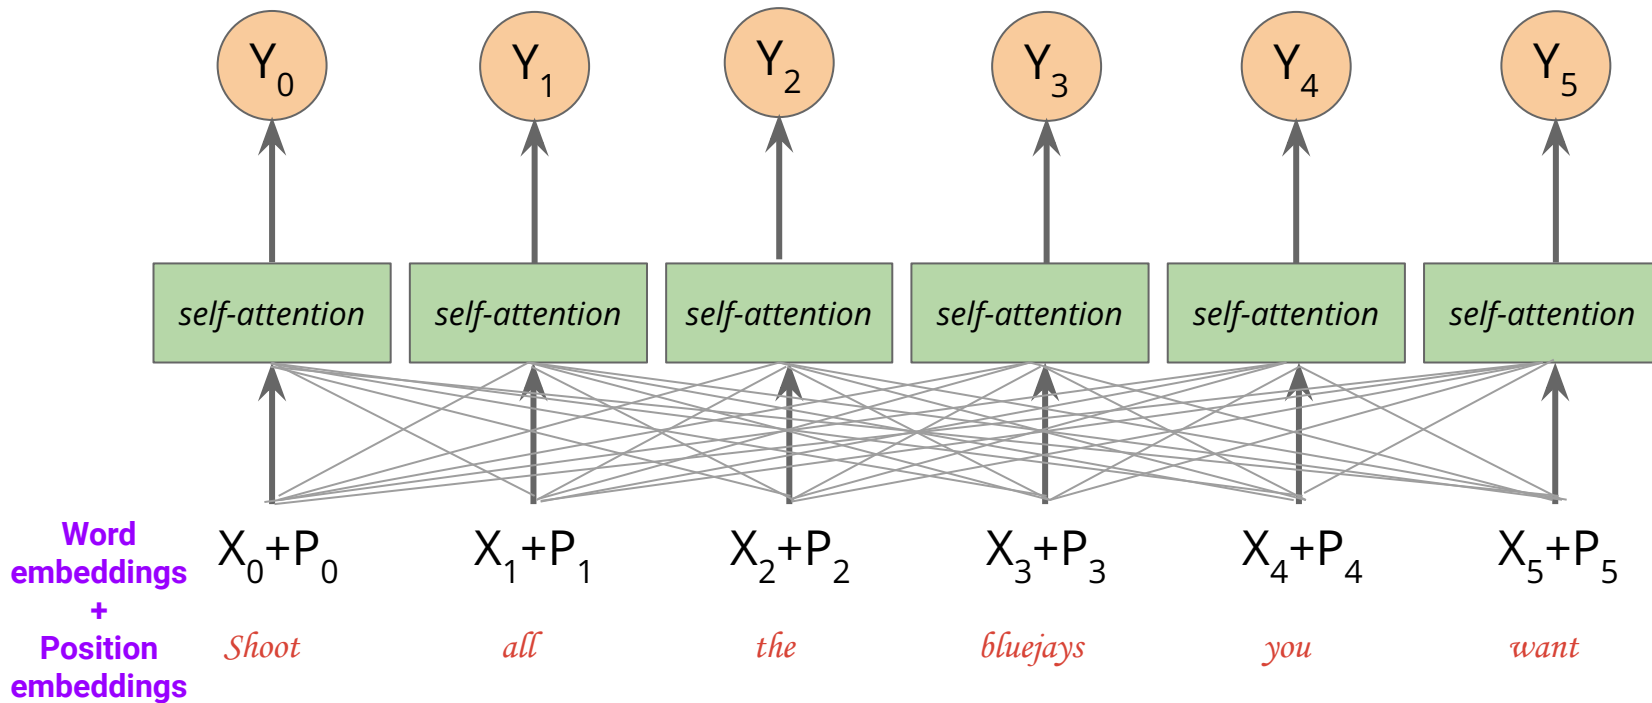 Y0 Y1 Y2 Y3 Y4 Y5
self-attention self-attention self-attention self-attention self-attention self-attention
Word
embeddings
+
Position
embeddings
X0+P0 X1+P1 X2+P2 X3+P3 X4+P4 X5+P5
Shoot all the bluejays you want